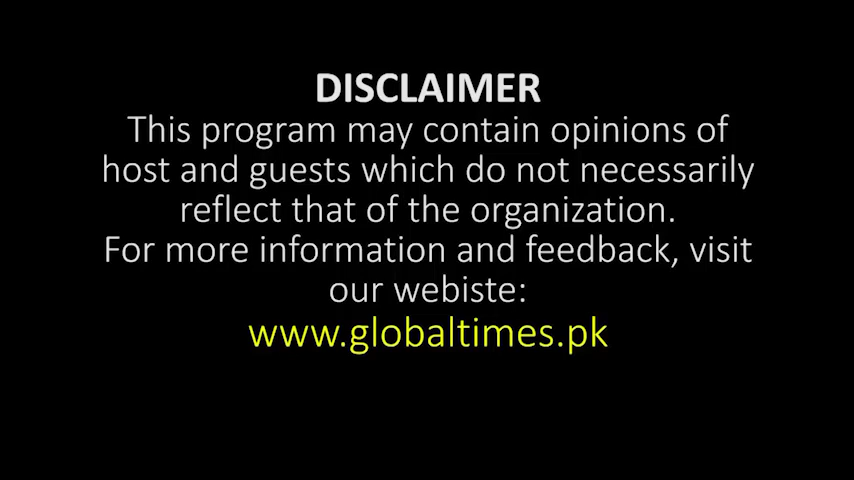 DISCLAIMER
This program may contain opinions of
host and guests which do not necessarily
reflect that of the organization.
For more information and feedback, visit
our webiste:
www.globaltimes.pk